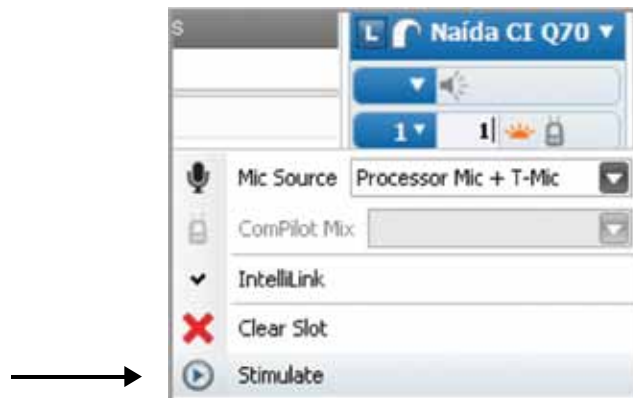 s
L Naída CI Q70
1 1
Mic Source Processor Mic + T-Mic
ComPilot Mix
IntelliLink
Clear Slot
Stimulate